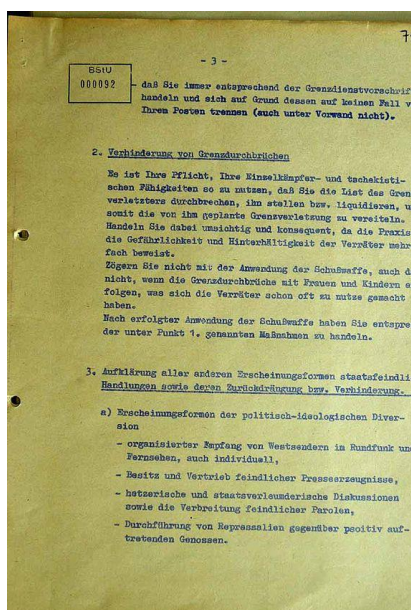 7
- 3 -
BStU
000092
- daß Sie immer entsprechend der Grenzdienstvorschrif
handeln und sich auf Grund dessen auf keinen Fall v
Ihrem Posten trennen (auch unter Vorwand nicht).
2. Verhinderung von Grenzdurchbrüchen
Es ist Ihre Pflicht, Ihre Einzelkämpfer- und tschekisti-
schen Fähigkeiten so zu nutzen, daß Sie die List des Gren
verletzters durchbrechen, ihn stellen bzw. liquidieren, u
somit die von ihm geplante Grenzverletzung zu vereiteln.
Handeln Sie dabei umsichtig und konsequent, da die Praxis
die Gefährlichkeit und Hinterhältigkeit der Verräter mehr
fach beweist.
Zögern Sie nicht mit der Anwendung der Schußwaffe, auch d
nicht, wenn die Grenzdurchbrüche mit Frauen und Kindern e
folgen, was sich die Verräter schon oft zu nutze gemacht
haben.
Nach erfolgter Anwendung der Schußwaffe haben Sie entspre
der unter Punkt 1. genannten Maßnahmen zu handeln.
3. Aufklärung aller anderen Erscheinungsformen staatsfeindli
Handlungen sowie deren Zurückdrängung bzw. Verhinderung.
a) Erscheinungsformen der politisch-ideologischen Diver-
sion
- organisierter Empfang von Westsendern im Rundfunk un
Fernsehen, auch individuell,
- Besitz und Vertrieb feindlicher Presseerzeugnisse,
- hetzerische und staatsverleumderische Diskussionen
sowie die Verbreitung feindlicher Parolen,
- Durchführung von Repressalien gegenüber psoitiv auf-
tretenden Genossen.